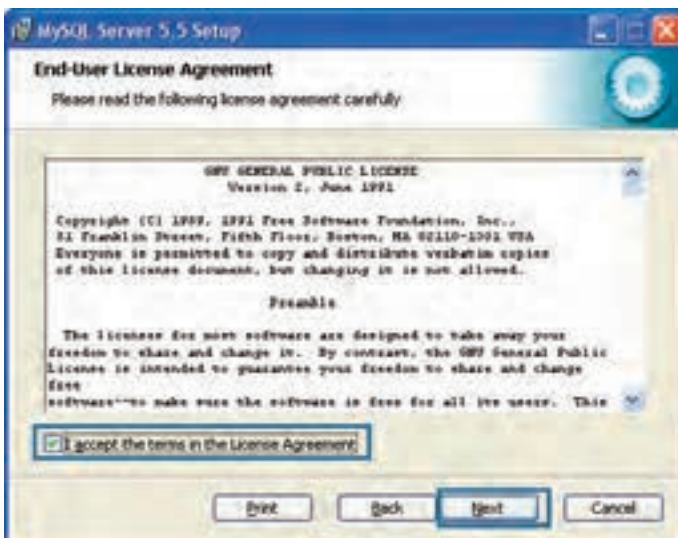 MySQL Server 5.5 Setup
End-User License Agreement
Please read the following license agreement carefully
GNU GENERAL PUBLIC LICENSE
Version 2, June 1991
Copyright (C) 1989, 1991 Free Software Foundation, Inc.,
51 Franklin Street, Fifth Floor, Boston, MA 02110-1301 USA
Everyone is permitted to copy and distribute verbatim copies
of this license document, but changing it is not allowed.
Preamble
The licenses for most software are designed to take away your
freedom to share and change it. By contrast, the GNU General Public
License is intended to guarantee your freedom to share and change
free
software--to make sure the software is free for all its users. This
I accept the terms in the License Agreement
Print Back Next Cancel